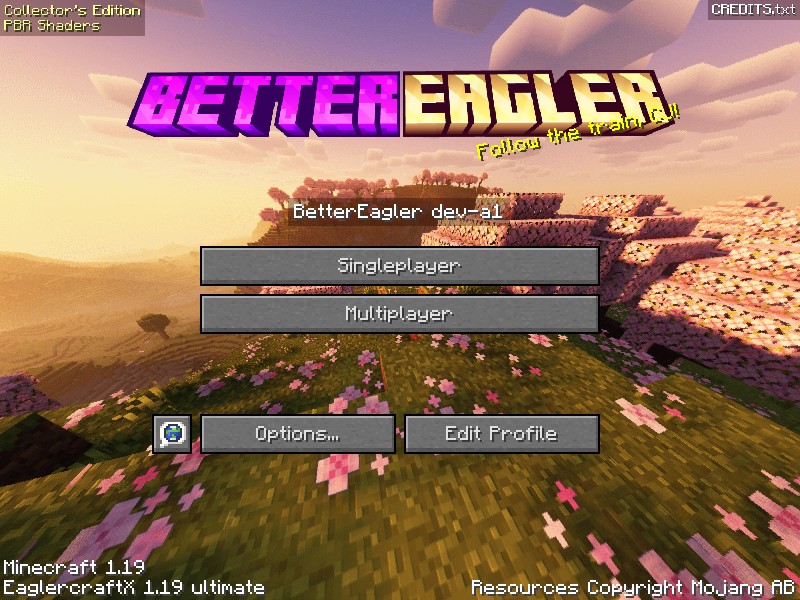 Collector's Edition
PBR Shaders
CREDITS.txt
BETTEREAGLER
Follow the train, CJ!
BetterEagler dev-a1
Singleplayer
Multiplayer
Options...
Edit Profile
Minecraft 1.19
EaglercraftX 1.19 ultimate
Resources Copyright Mojang AB